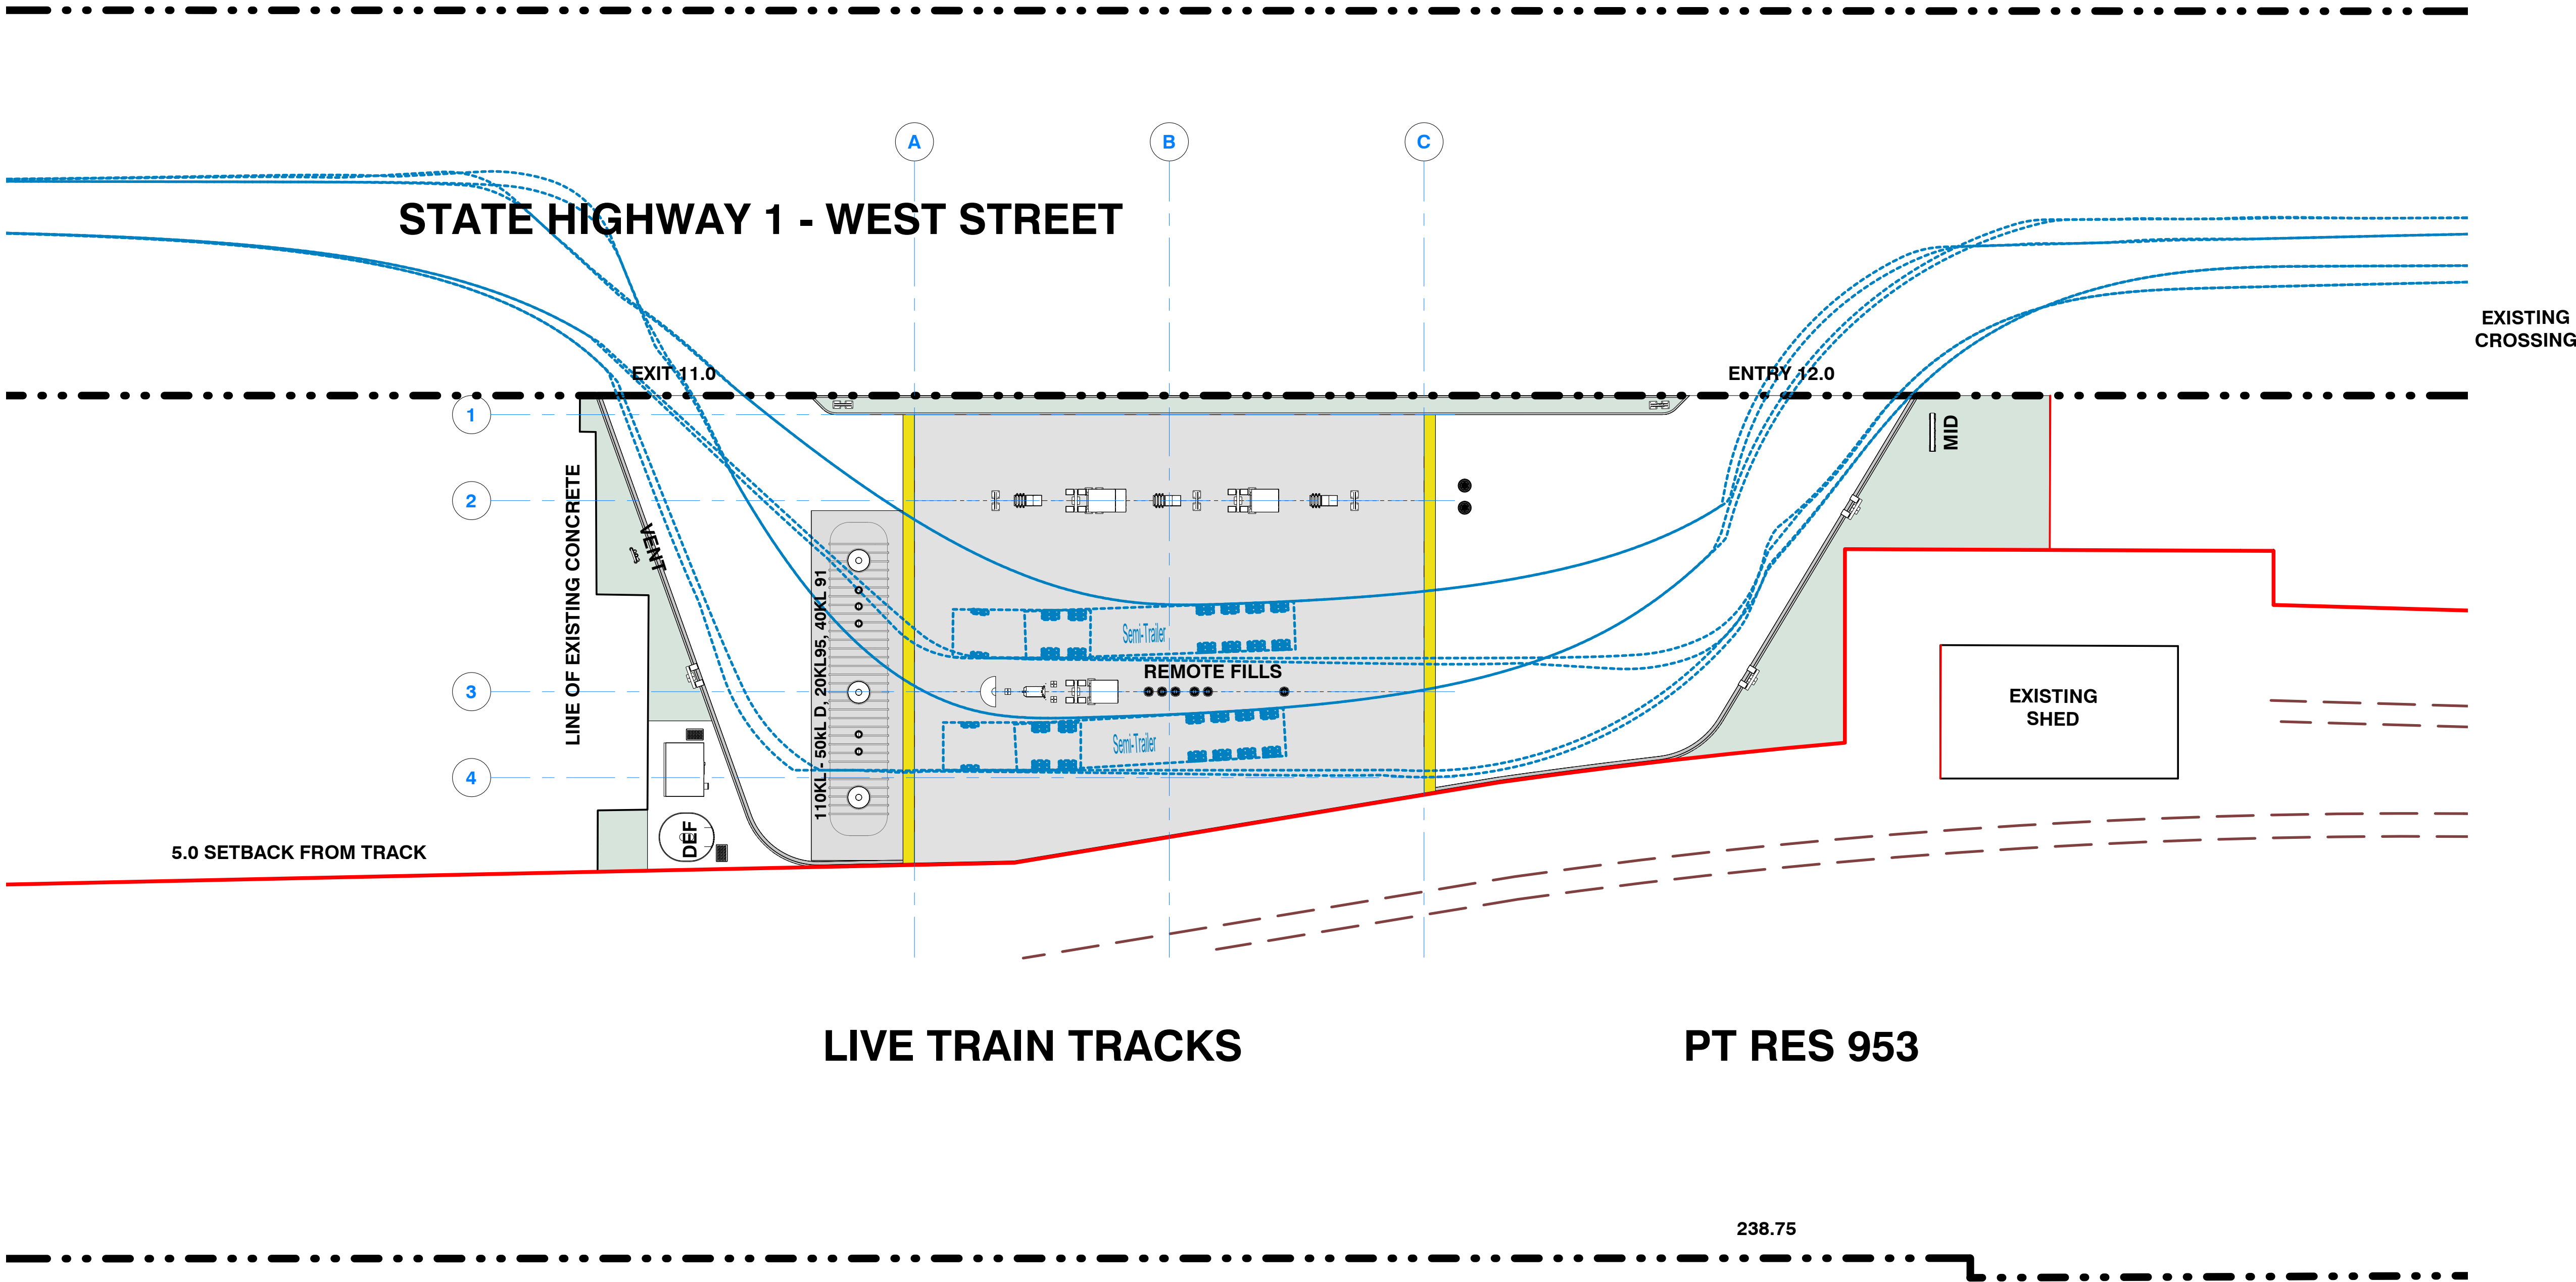 A
B
C
STATE HIGHWAY 1 - WEST STREET
EXISTING
CROSSING
EXIT 11.0
ENTRY 12.0
1
MID
2
LINE OF EXISTING CONCRETE
VENT
110KL - 50kL D, 20KL95, 40KL 91
Semi-Trailer
REMOTE FILLS
3
EXISTING
SHED
Semi-Trailer
4
DEF
5.0 SETBACK FROM TRACK
LIVE TRAIN TRACKS
PT RES 953
238.75